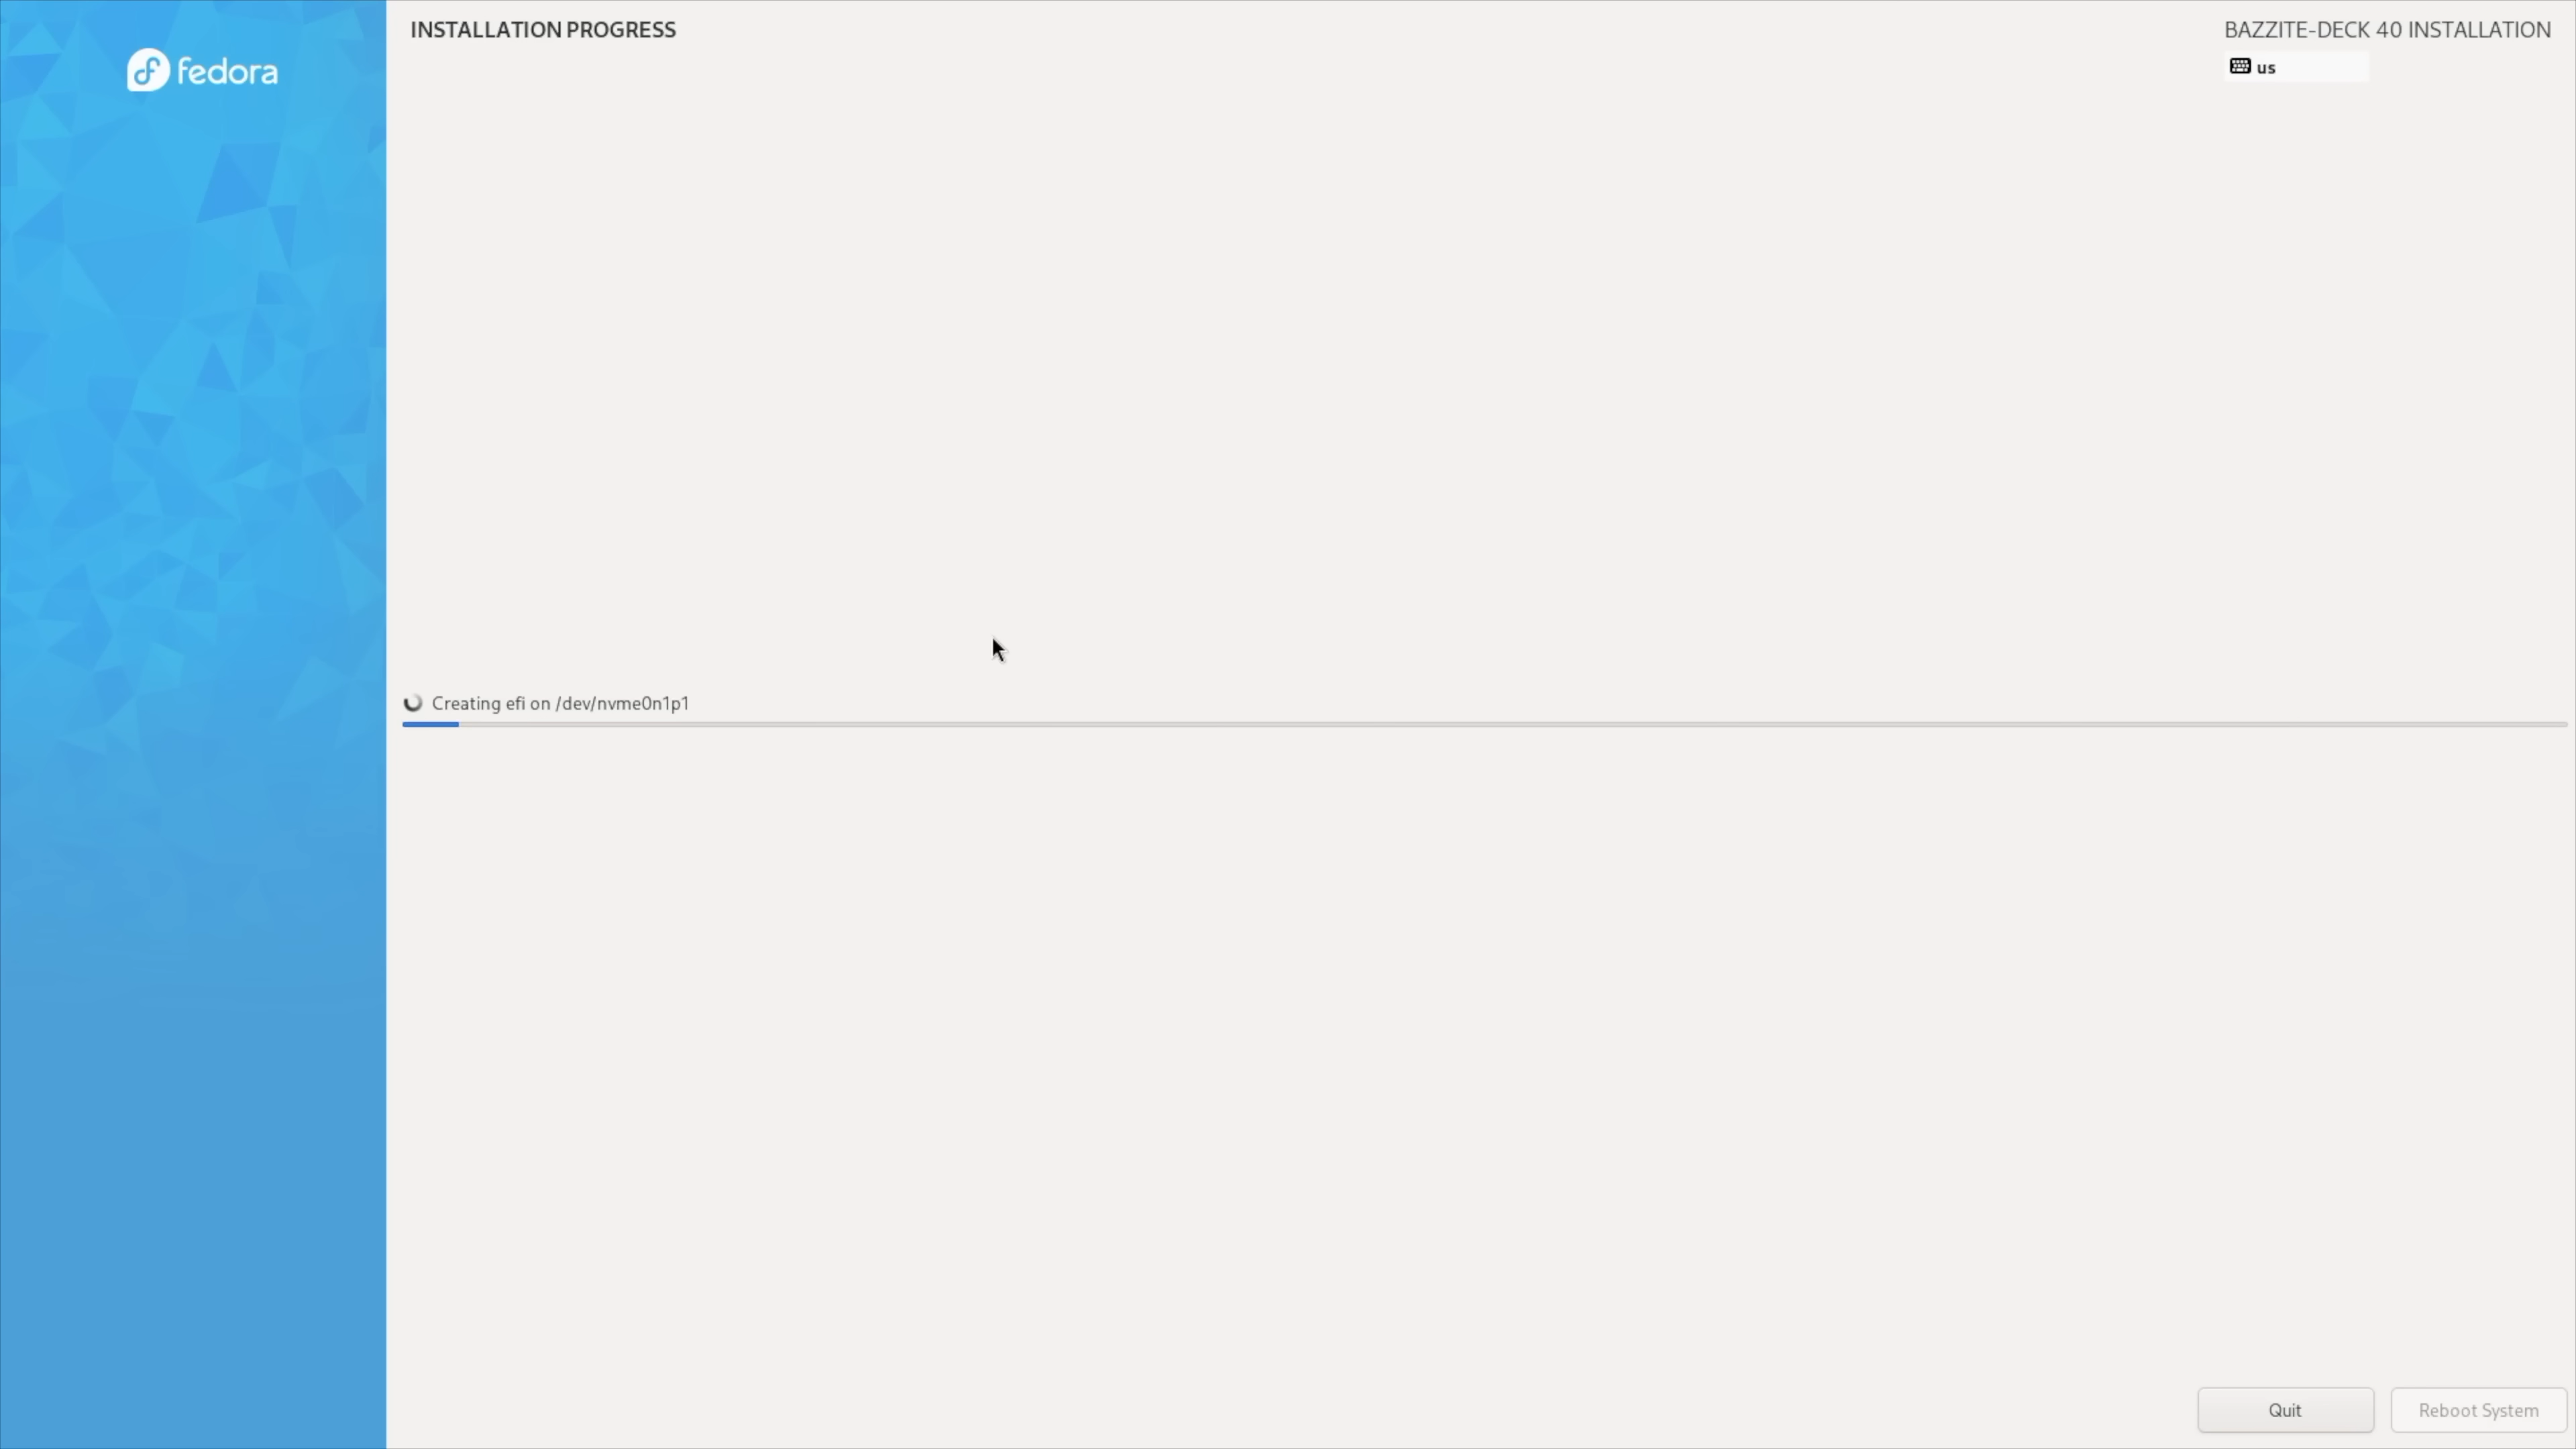 fedora
INSTALLATION PROGRESS
BAZZITE-DECK 40 INSTALLATION
us
Creating efi on /dev/nvme0n1p1
Quit
Reboot System